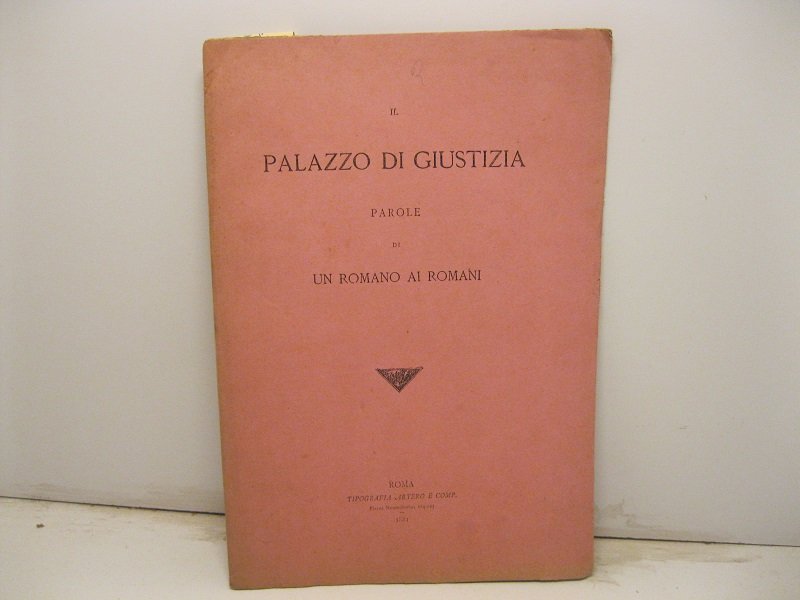 IL
PALAZZO DI GIUSTIZIA
PAROLE
DI
UN ROMANO AI ROMANI
ROMA
TIPOGRAFIA ARTERO E COMP.